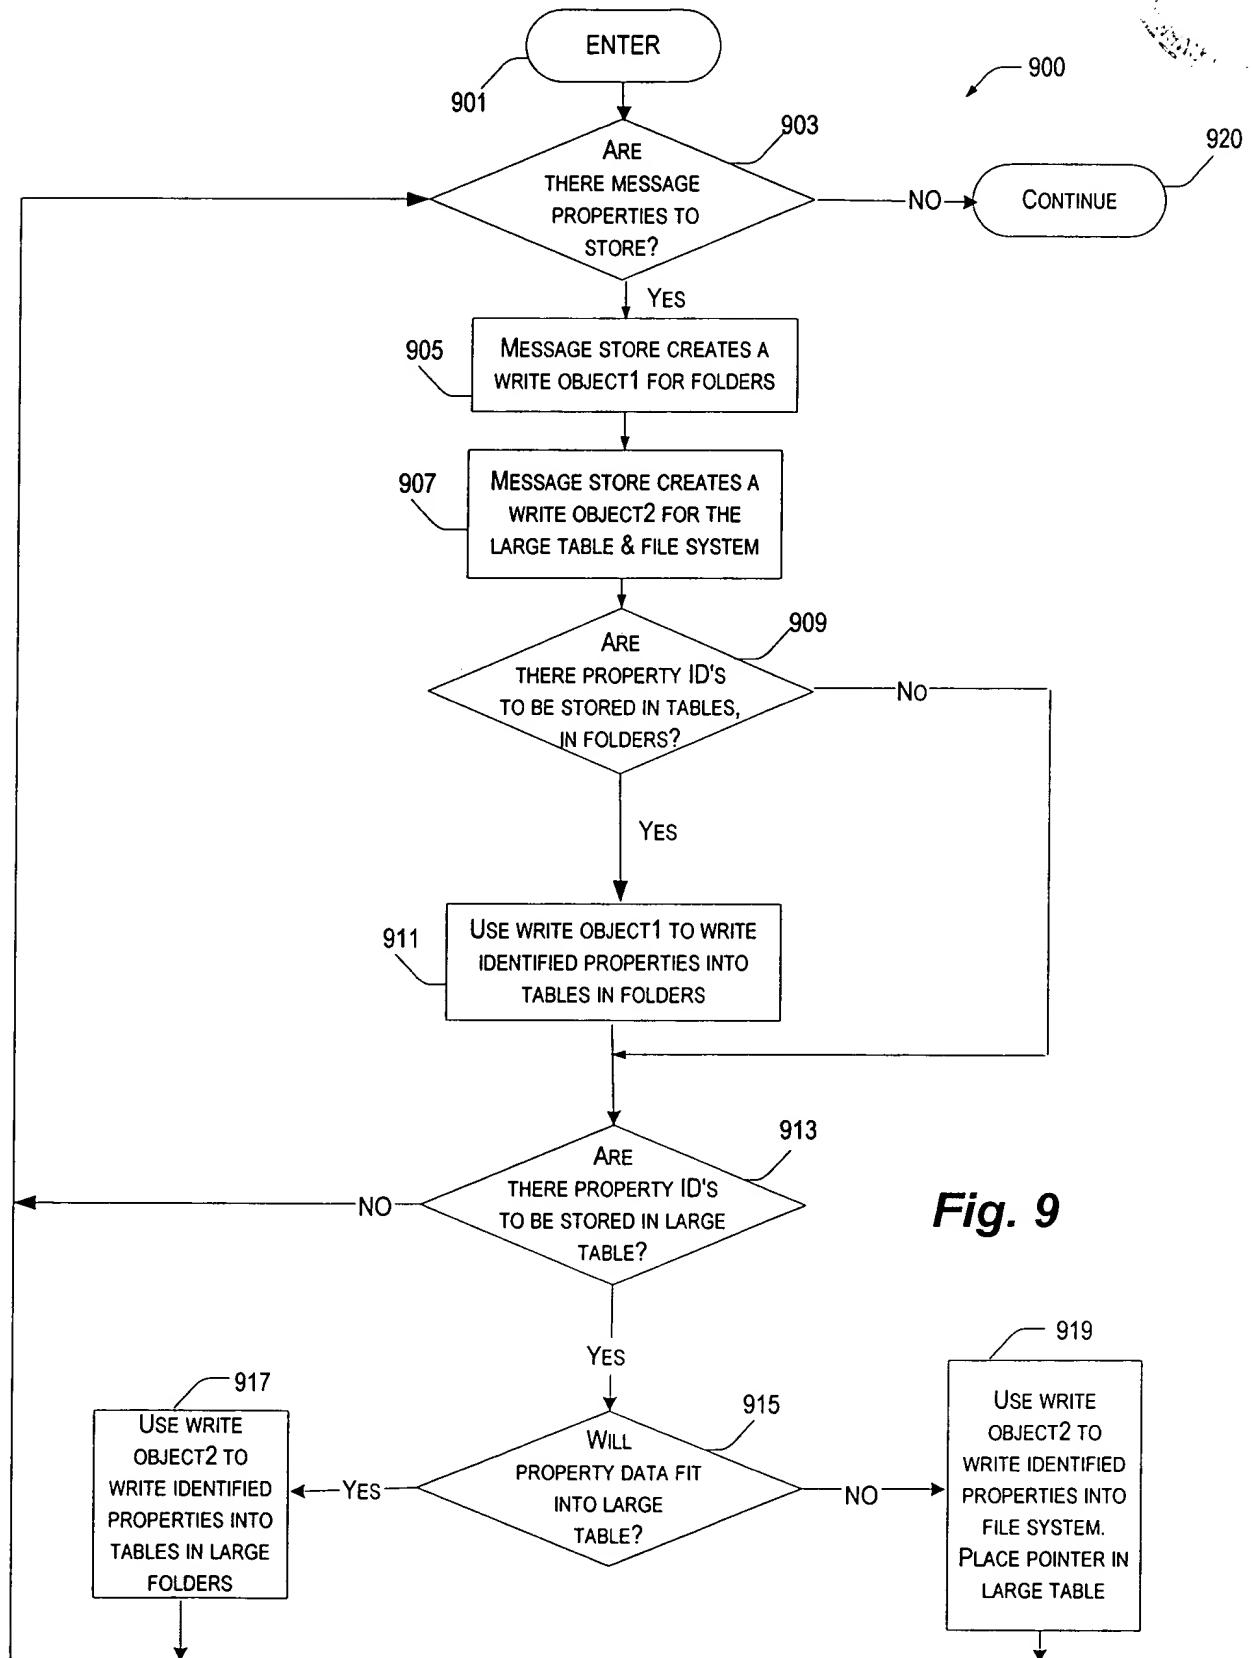 ENTER
901
900
ARE
THERE MESSAGE
PROPERTIES TO
STORE?
903
NO
CONTINUE
920
YES
MESSAGE STORE CREATES A
WRITE OBJECT1 FOR FOLDERS
905
MESSAGE STORE CREATES A
WRITE OBJECT2 FOR THE
LARGE TABLE & FILE SYSTEM
907
ARE
THERE PROPERTY ID'S
TO BE STORED IN TABLES,
IN FOLDERS?
909
NO
YES
USE WRITE OBJECT1 TO WRITE
IDENTIFIED PROPERTIES INTO
TABLES IN FOLDERS
911
ARE
THERE PROPERTY ID'S
TO BE STORED IN LARGE
TABLE?
913
NO
Fig. 9
YES
WILL
PROPERTY DATA FIT
INTO LARGE
TABLE?
915
YES
NO
917
USE WRITE
OBJECT2 TO
WRITE IDENTIFIED
PROPERTIES INTO
TABLES IN LARGE
FOLDERS
919
USE WRITE
OBJECT2 TO
WRITE IDENTIFIED
PROPERTIES INTO
FILE SYSTEM.
PLACE POINTER IN
LARGE TABLE